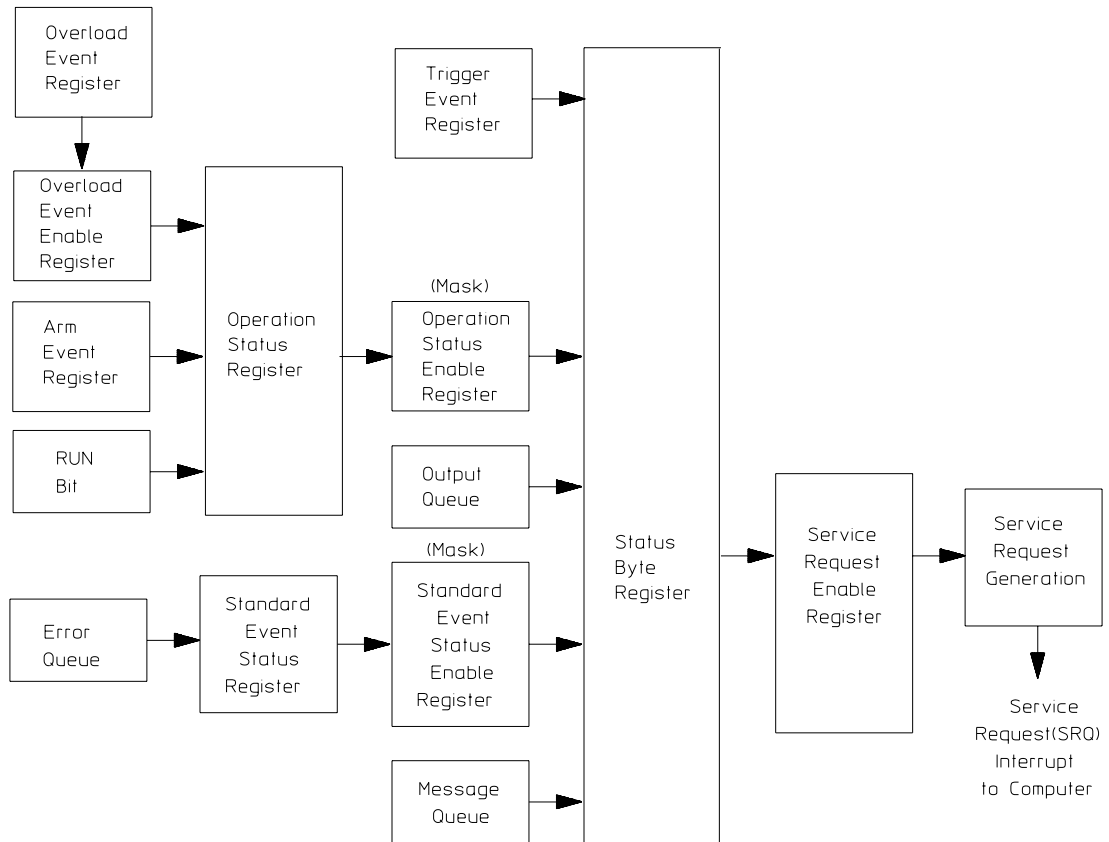 Overload
Event
Register
Trigger
Event
Register
Overload
Event
Enable
Register
Arm
Event
Register
RUN
Bit
Operation
Status
Register
(Mask)
Operation
Status
Enable
Register
Output
Queue
Error
Queue
Standard
Event
Status
Register
(Mask)
Standard
Event
Status
Enable
Register
Message
Queue
Status
Byte
Register
Service
Request
Enable
Register
Service
Request
Generation
Service
Request(SRQ)
Interrupt
to Computer